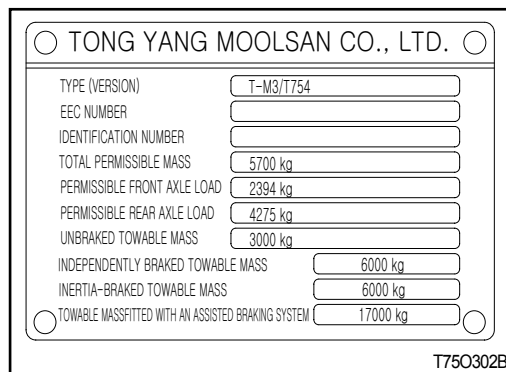 TONG YANG MOOLSAN CO., LTD.
TYPE (VERSION) T-M3/T754
EEC NUMBER
IDENTIFICATION NUMBER
TOTAL PERMISSIBLE MASS 5700 kg
PERMISSIBLE FRONT AXLE LOAD 2394 kg
PERMISSIBLE REAR AXLE LOAD 4275 kg
UNBRAKED TOWABLE MASS 3000 kg
INDEPENDENTLY BRAKED TOWABLE MASS 6000 kg
INERTIA-BRAKED TOWABLE MASS 6000 kg
TOWABLE MASSFITTED WITH AN ASSISTED BRAKING SYSTEM 17000 kg
T75O302B